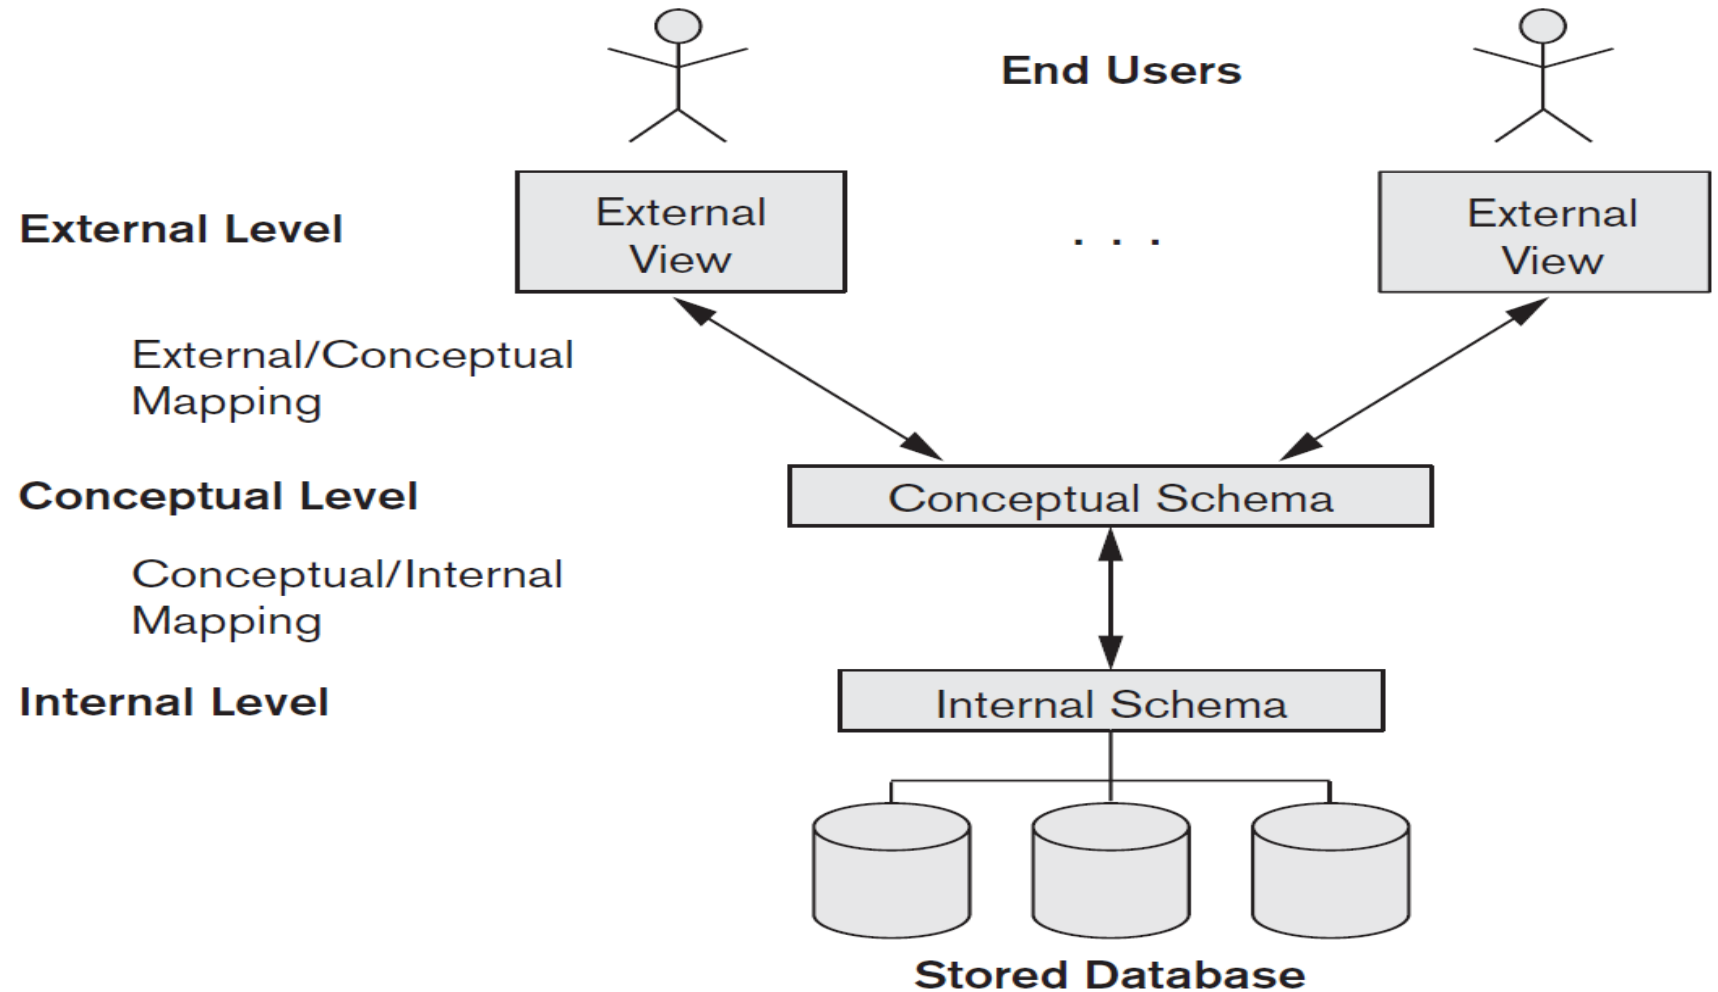 End Users
External Level
External
View
. . .
External
View
External/Conceptual
Mapping
Conceptual Level
Conceptual Schema
Conceptual/Internal
Mapping
Internal Level
Internal Schema
Stored Database